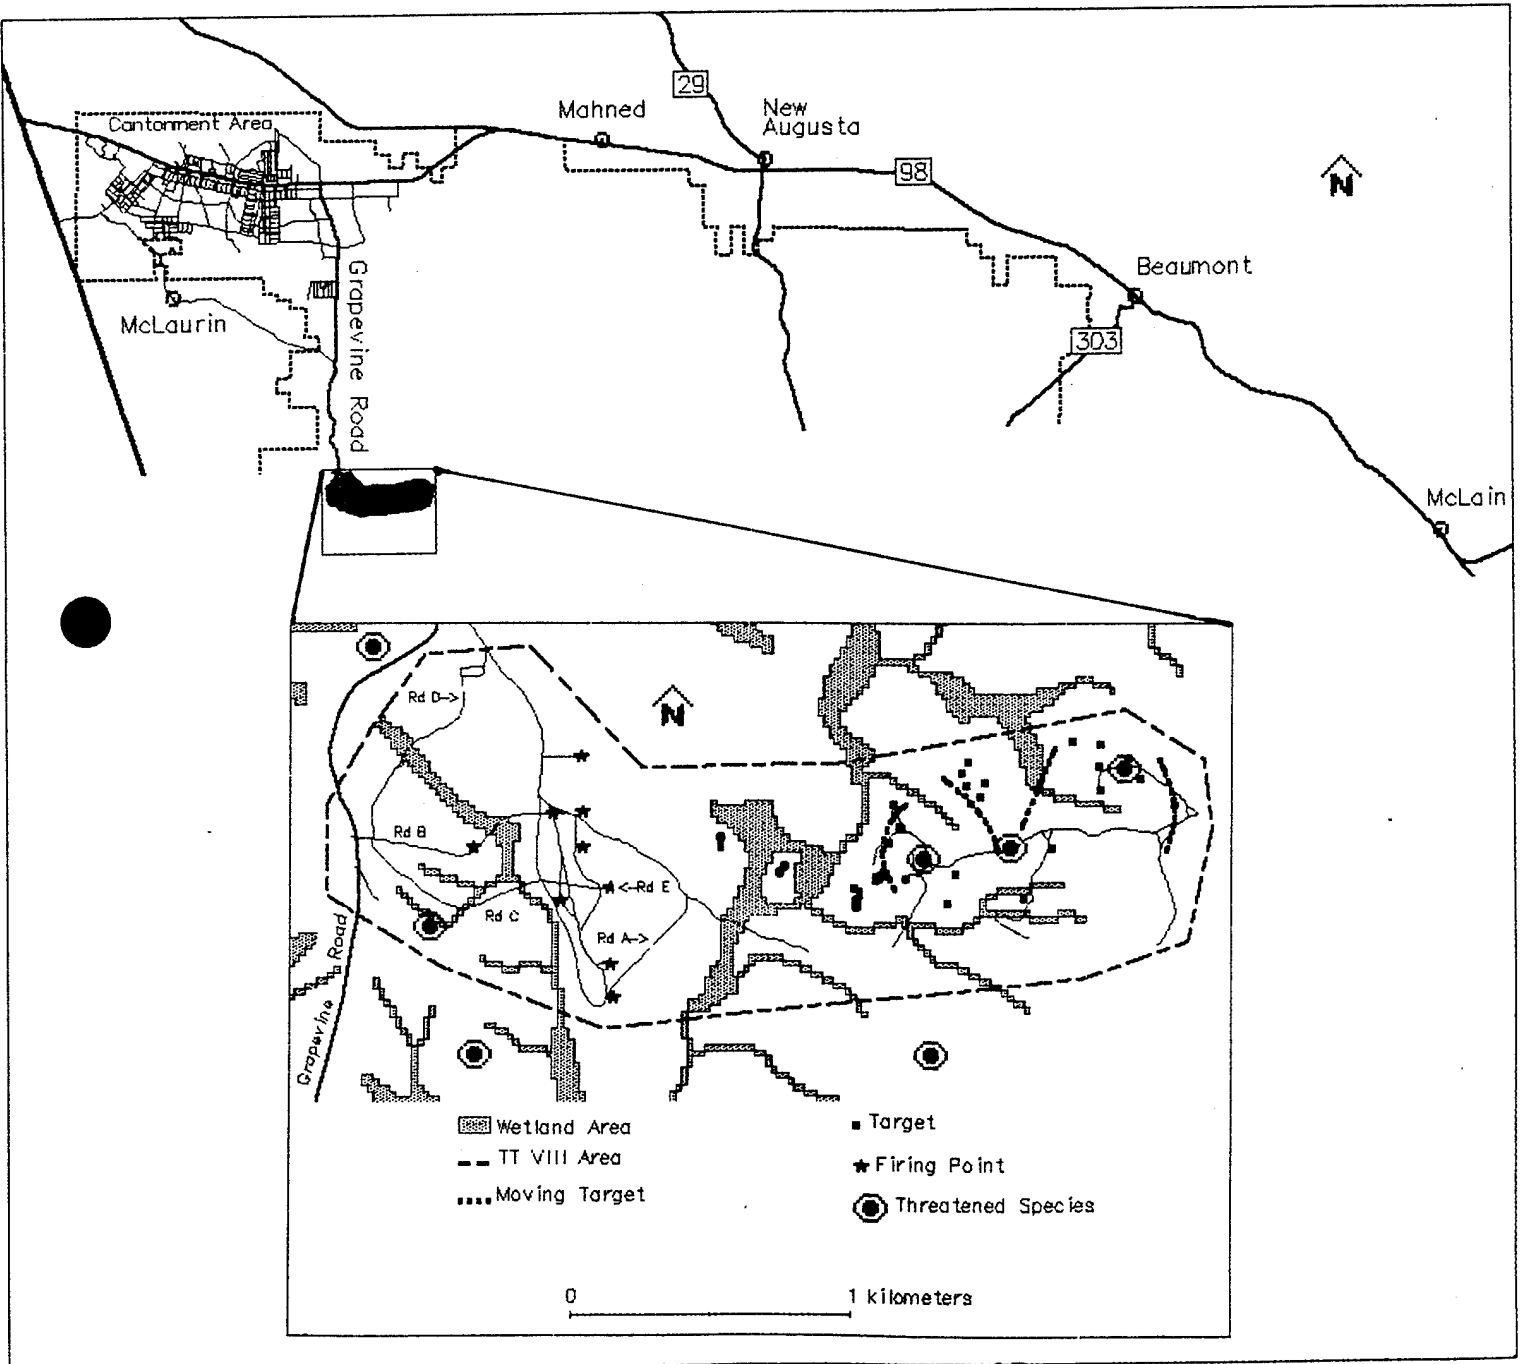 29
Mahned
New
Augusta
Cantonment Area
98
N
Beaumont
McLaurin
Grapevine Road
303
McLain
Rd D->
N
Rd B
<-Rd E
Rd C
Rd A->
Grapevine Road
Wetland Area
TT VIII Area
Moving Target
Target
Firing Point
Threatened Species
0
1 kilometers